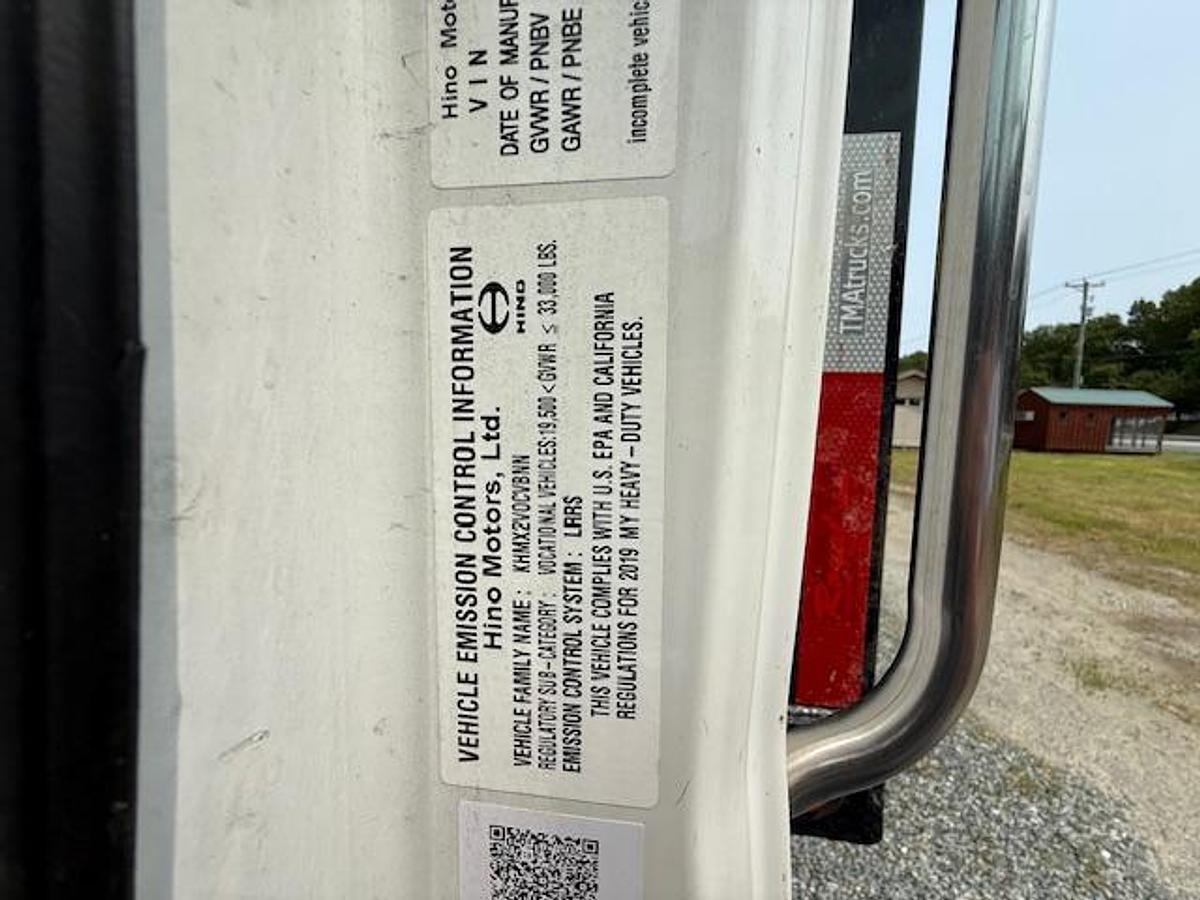 Hino Moto
VIN
DATE OF MANUF
GVWR / PNBV
GAWR / PNBE
incomplete vehic
VEHICLE EMISSION CONTROL INFORMATION
Hino Motors, Ltd.
HINO
VEHICLE FAMILY NAME : KHMX2VOCVBNN
REGULATORY SUB-CATEGORY : VOCATIONAL VEHICLES:19,500 < GVWR ≤ 33,000 LBS.
EMISSION CONTROL SYSTEM : LRRS
THIS VEHICLE COMPLIES WITH U.S. EPA AND CALIFORNIA
REGULATIONS FOR 2019 MY HEAVY-DUTY VEHICLES.
TMAtrucks.com